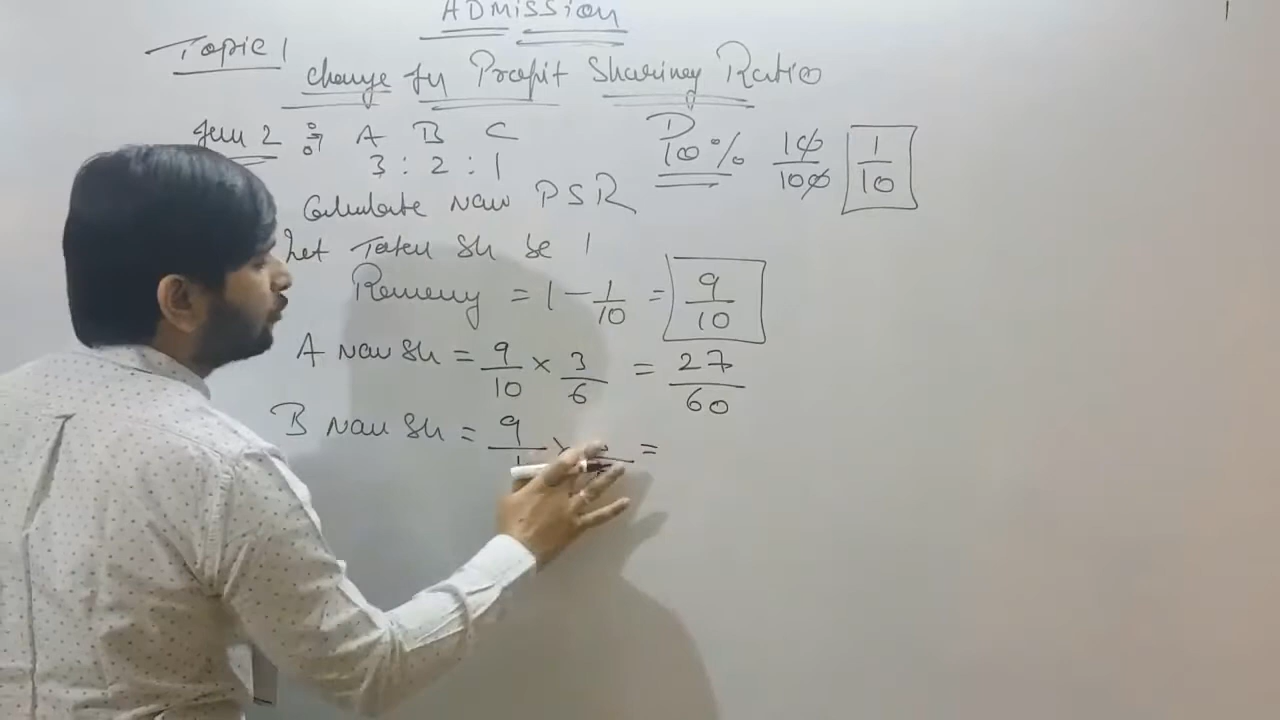 ADMISSION
Topic 1
Change in Profit Sharing Ratio
A B C
3 : 2 : 1
D
10% 10/100 1/10
Calculate New PSR
Let Total Sh be 1
= 1 - 1/10 = 9/10
A New Sh = 9/10 × 3/6 = 27/60
B New Sh = 9/1 × =